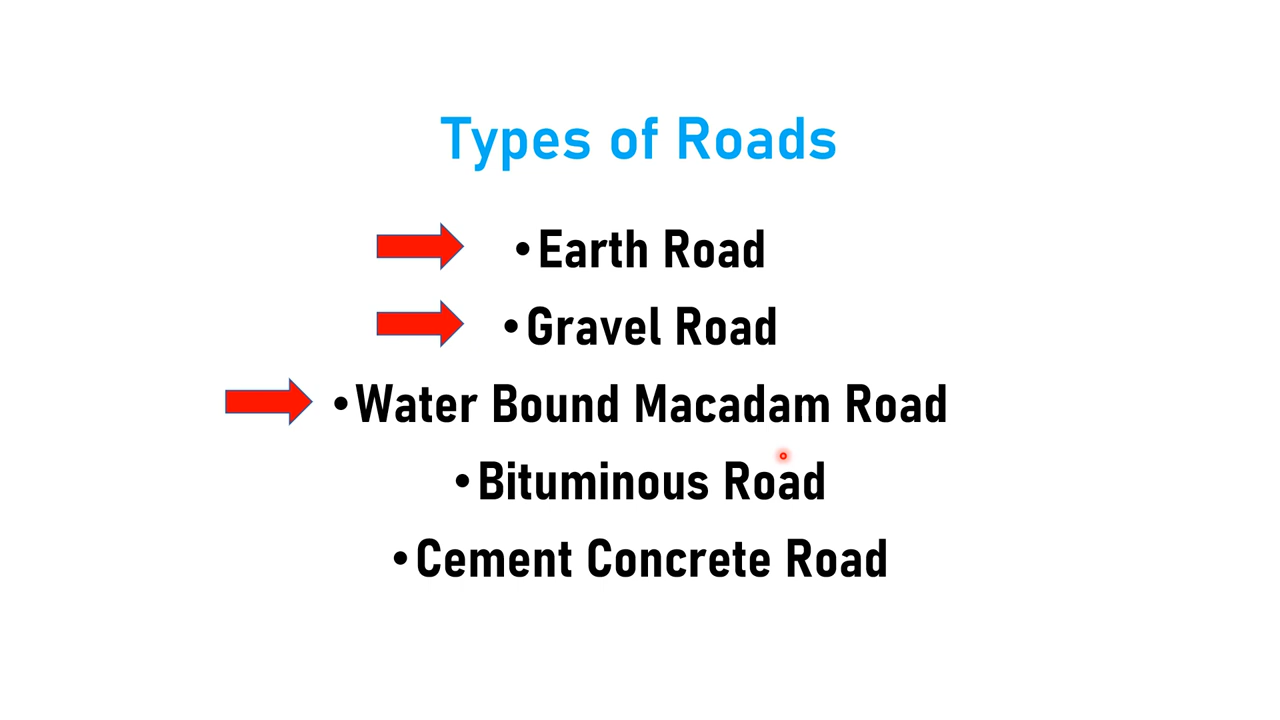 Types of Roads
•Earth Road
•Gravel Road
•Water Bound Macadam Road
•Bituminous Road
•Cement Concrete Road